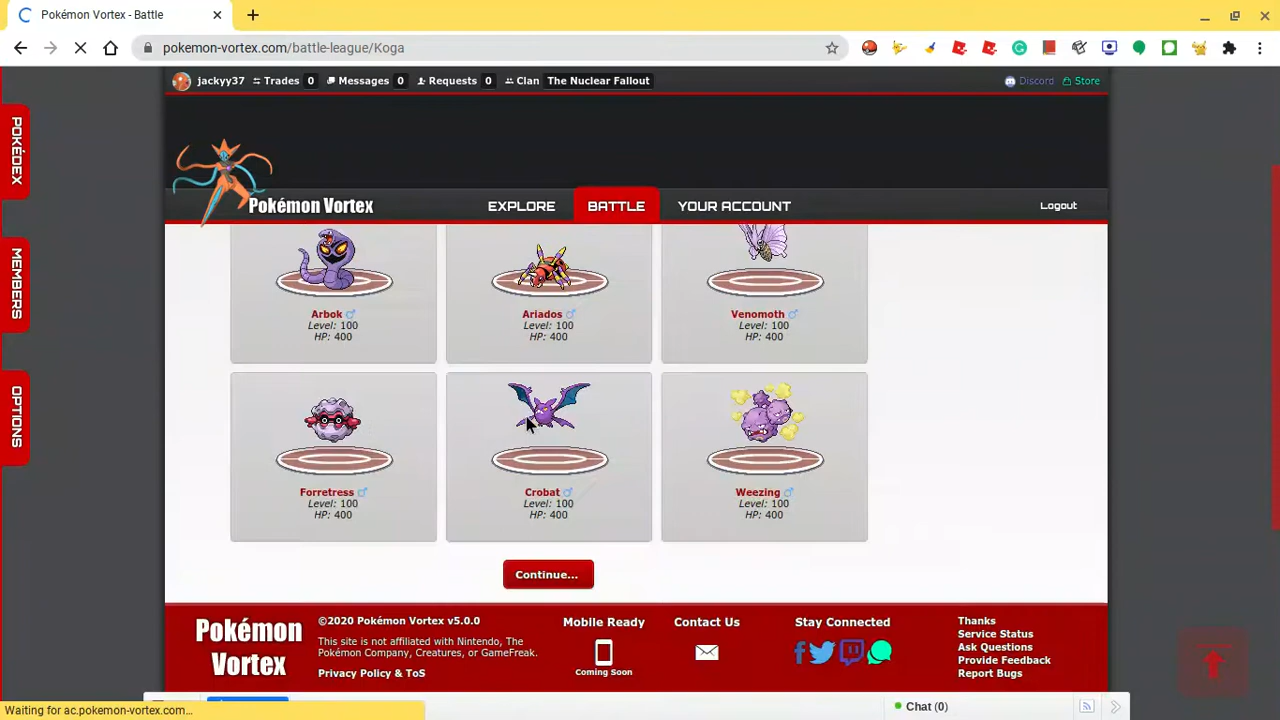 Pokémon Vortex - Battle
pokemon-vortex.com/battle-league/Koga
jackyy37 Trades 0 Messages 0 Requests 0 Clan The Nuclear Fallout Discord Store
Pokémon Vortex EXPLORE BATTLE YOUR ACCOUNT Logout
POKÉDEX
MEMBERS
OPTIONS
Arbok ♂ Ariados ♂ Venomoth ♂
Level: 100 Level: 100 Level: 100
HP: 400 HP: 400 HP: 400
Forretress ♂ Crobat ♂ Weezing ♂
Level: 100 Level: 100 Level: 100
HP: 400 HP: 400 HP: 400
Continue...
Pokémon
Vortex
©2020 Pokémon Vortex v5.0.0
This site is not affiliated with Nintendo, The
Pokémon Company, Creatures, or GameFreak.
Privacy Policy & ToS
Mobile Ready
Coming Soon
Contact Us
Stay Connected
Thanks
Service Status
Ask Questions
Provide Feedback
Report Bugs
Waiting for ac.pokemon-vortex.com...
Chat (0)